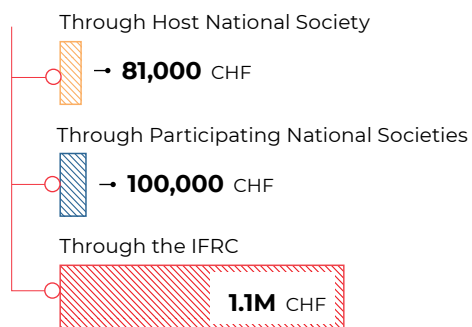 Through Host National Society
81,000 CHF
Through Participating National Societies
100,000 CHF
Through the IFRC
1.1M CHF